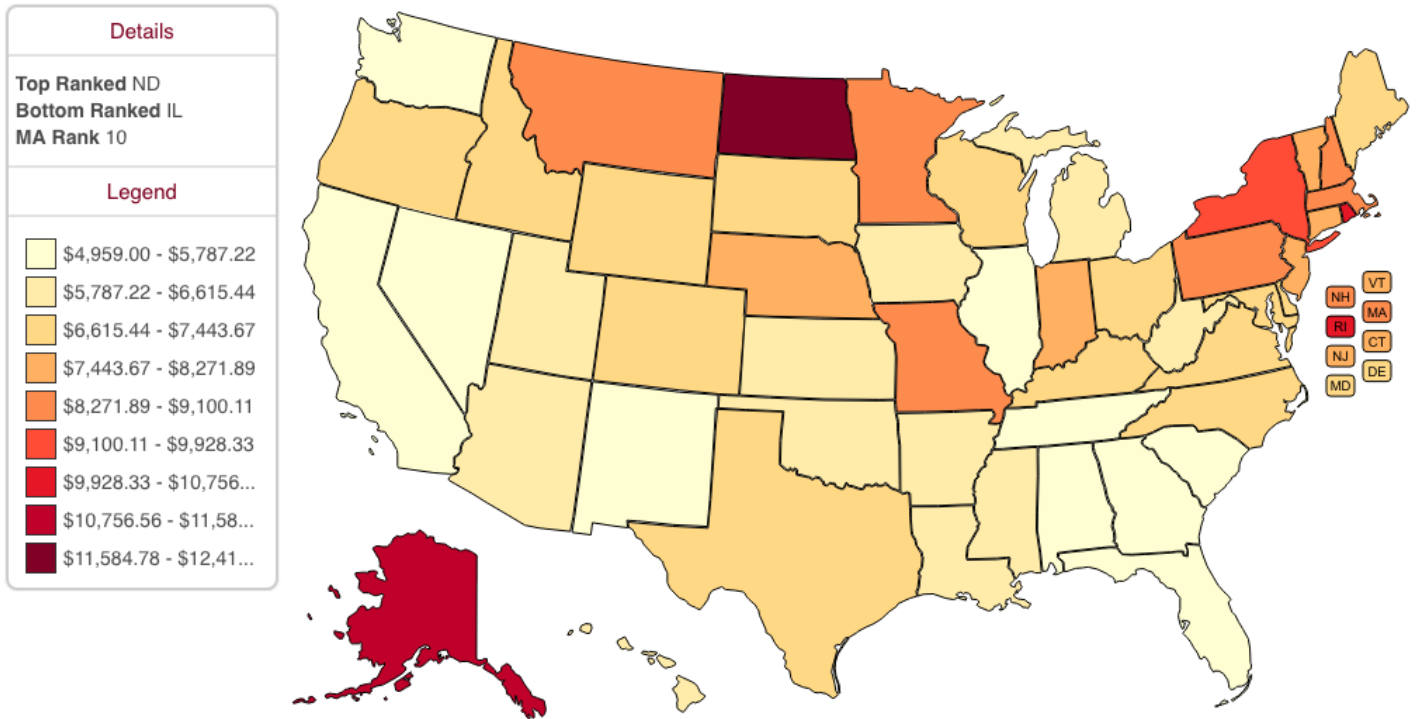 Details
Top Ranked ND
Bottom Ranked IL
MA Rank 10
Legend
$4,959.00 - $5,787.22
$5,787.22 - $6,615.44
$6,615.44 - $7,443.67
$7,443.67 - $8,271.89
$8,271.89 - $9,100.11
$9,100.11 - $9,928.33
$9,928.33 - $10,756...
$10,756.56 - $11,58...
$11,584.78 - $12,41...
VT
NH
MA
RI
CT
NJ
DE
MD